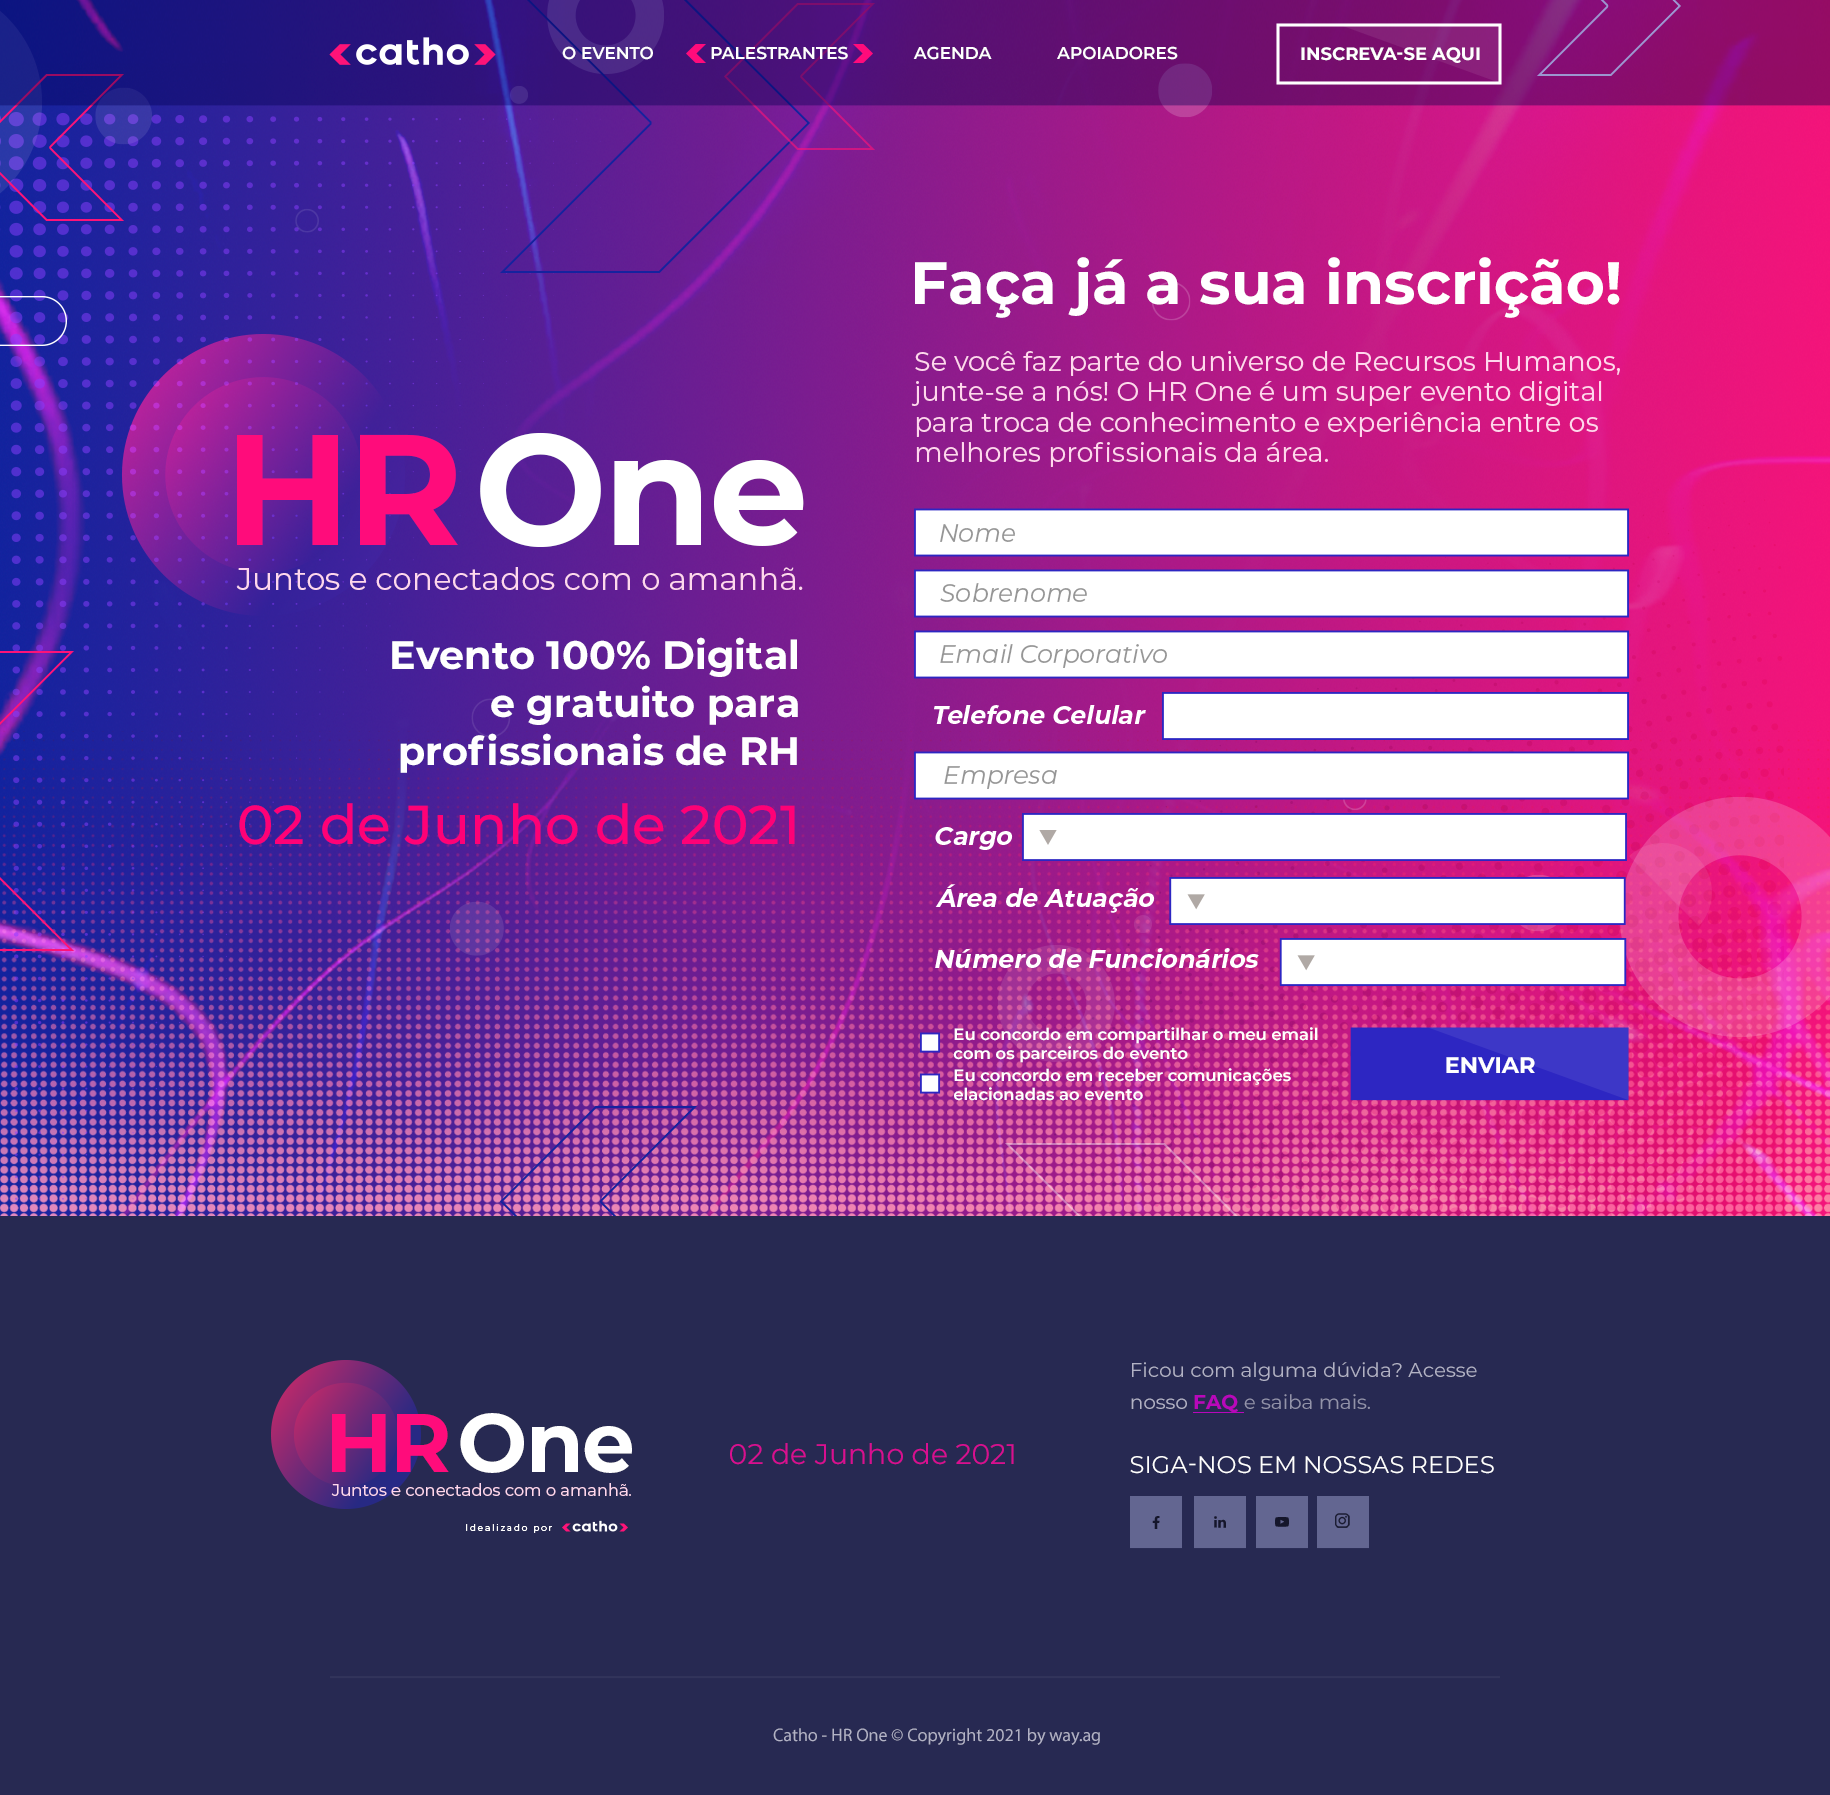 catho
O EVENTO
PALESTRANTES
AGENDA
APOIADORES
INSCREVA-SE AQUI
HR One
Juntos e conectados com o amanhã.
Evento 100% Digital
e gratuito para
profissionais de RH
02 de Junho de 2021
Faça já a sua inscrição!
Se você faz parte do universo de Recursos Humanos,
junte-se a nós! O HR One é um super evento digital
para troca de conhecimento e experiência entre os
melhores profissionais da área.
Nome
Sobrenome
Email Corporativo
Telefone Celular
Empresa
Cargo
Área de Atuação
Número de Funcionários
Eu concordo em compartilhar o meu email
com os parceiros do evento
Eu concordo em receber comunicações
elacionadas ao evento
ENVIAR
HR One
Juntos e conectados com o amanhã.
Idealizado por catho
02 de Junho de 2021
Ficou com alguma dúvida? Acesse
nosso FAQ e saiba mais.
SIGA-NOS EM NOSSAS REDES
f
in
Catho - HR One © Copyright 2021 by way.ag